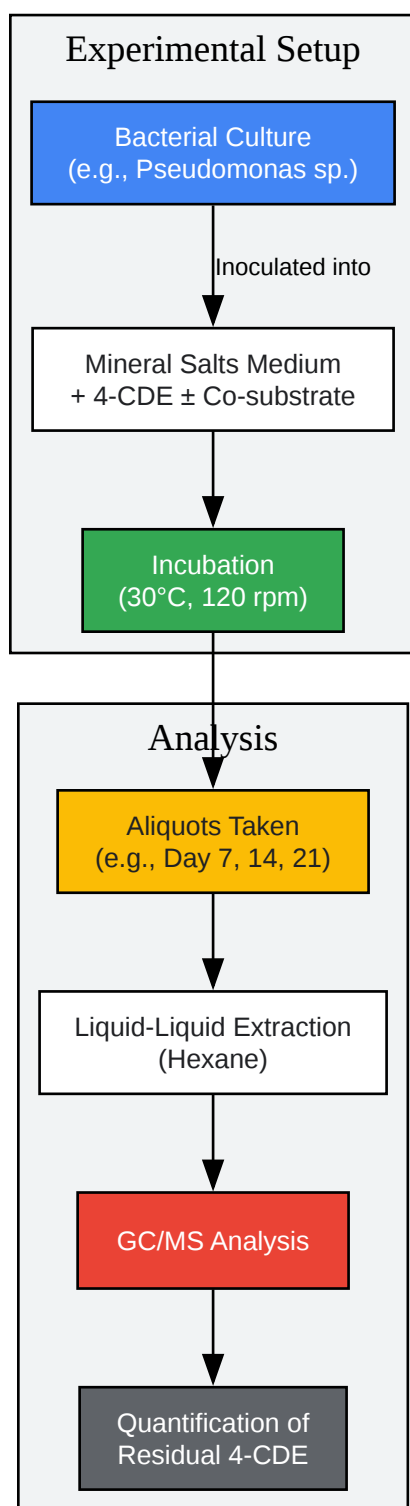 Experimental Setup
Bacterial Culture
(e.g., Pseudomonas sp.)
Inoculated into
Mineral Salts Medium
+ 4-CDE ± Co-substrate
Incubation
(30°C, 120 rpm)
Analysis
Aliquots Taken
(e.g., Day 7, 14, 21)
Liquid-Liquid Extraction
(Hexane)
GC/MS Analysis
Quantification of
Residual 4-CDE